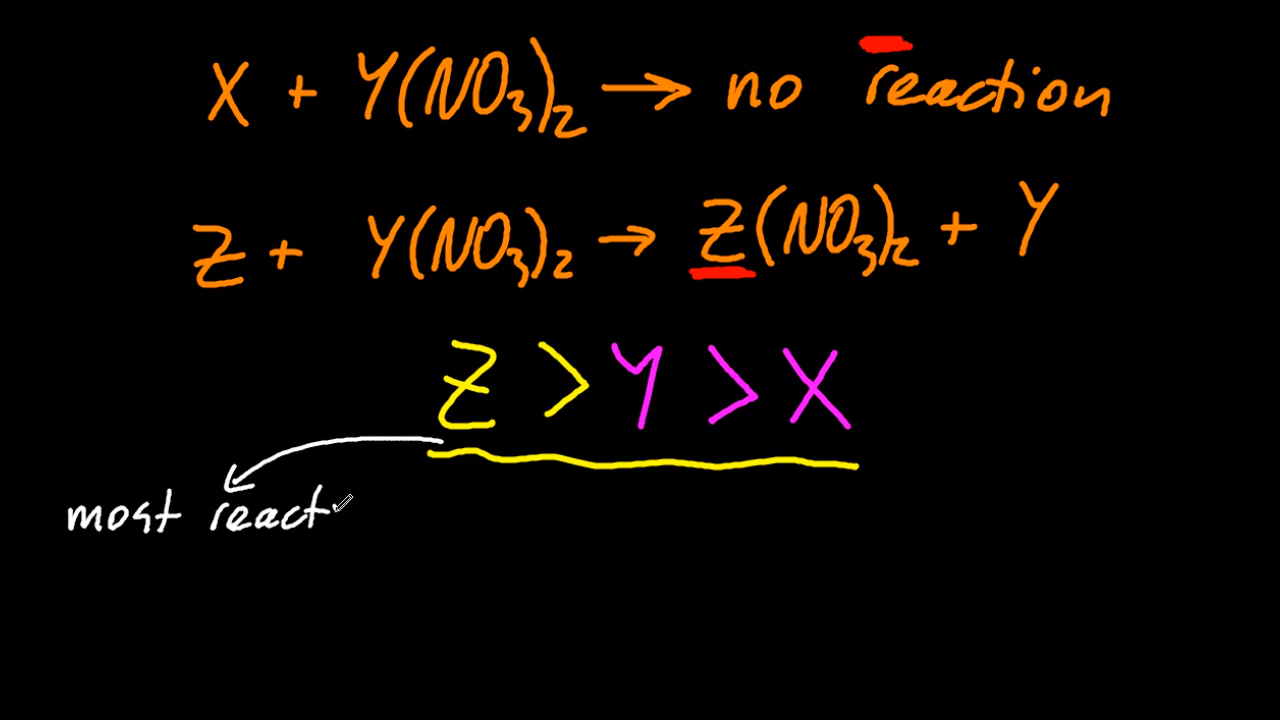 X + Y(NO₃)₂ → no reaction
Z + Y(NO₃)₂ → Z(NO₃)₂ + Y
Z > Y > X
most react